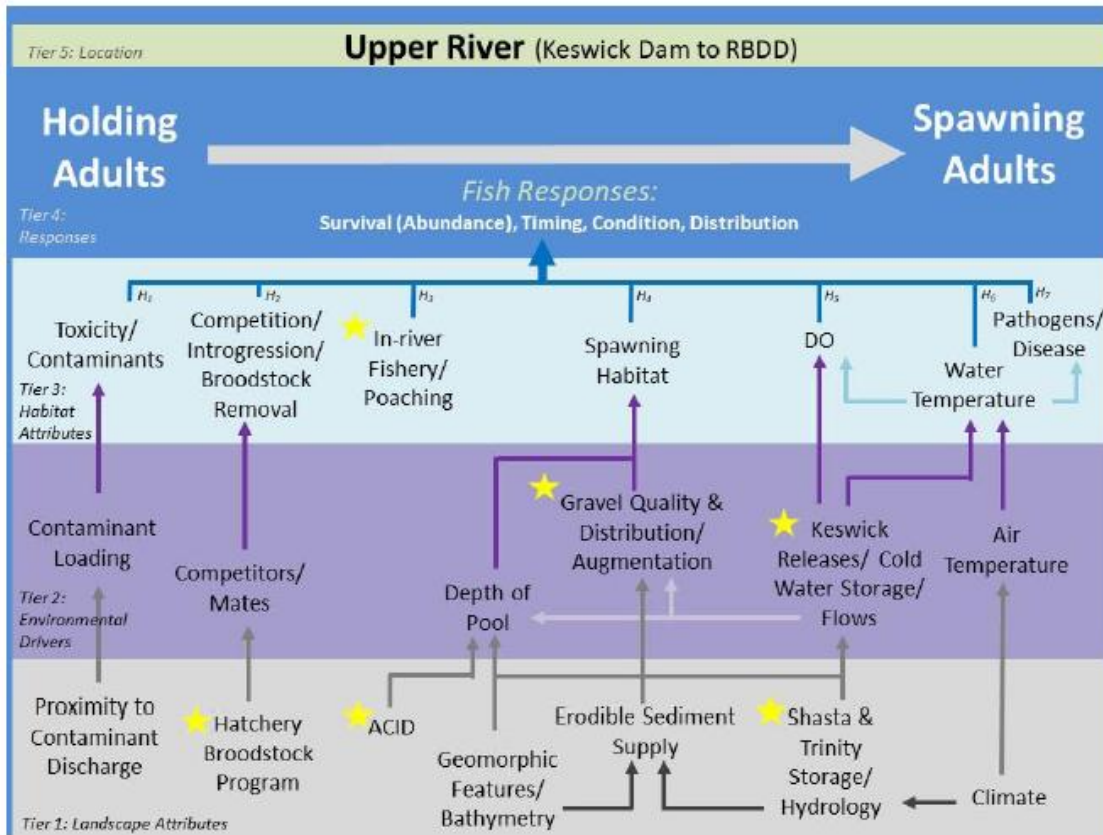 Tier 5: Location
Upper River (Keswick Dam to RBDD)
Holding
Adults
Spawning
Adults
Fish Responses:
Tier 4:
Responses
Survival (Abundance), Timing, Condition, Distribution
H1
H2
H3
H4
H5
H6
H7
Toxicity/
Contaminants
Competition/
Introgression/
Broodstock
Removal
In-river
Fishery/
Poaching
Spawning
Habitat
DO
Water
Temperature
Pathogens/
Disease
Tier 3:
Habitat
Attributes
Contaminant
Loading
Competitors/
Mates
Depth of
Pool
Gravel Quality &
Distribution/
Augmentation
Keswick
Releases/ Cold
Water Storage/
Flows
Air
Temperature
Tier 2:
Environmental
Drivers
Proximity to
Contaminant
Discharge
Hatchery
Broodstock
Program
ACID
Geomorphic
Features/
Bathymetry
Erodible Sediment
Supply
Shasta &
Trinity
Storage/
Hydrology
Climate
Tier 1: Landscape Attributes